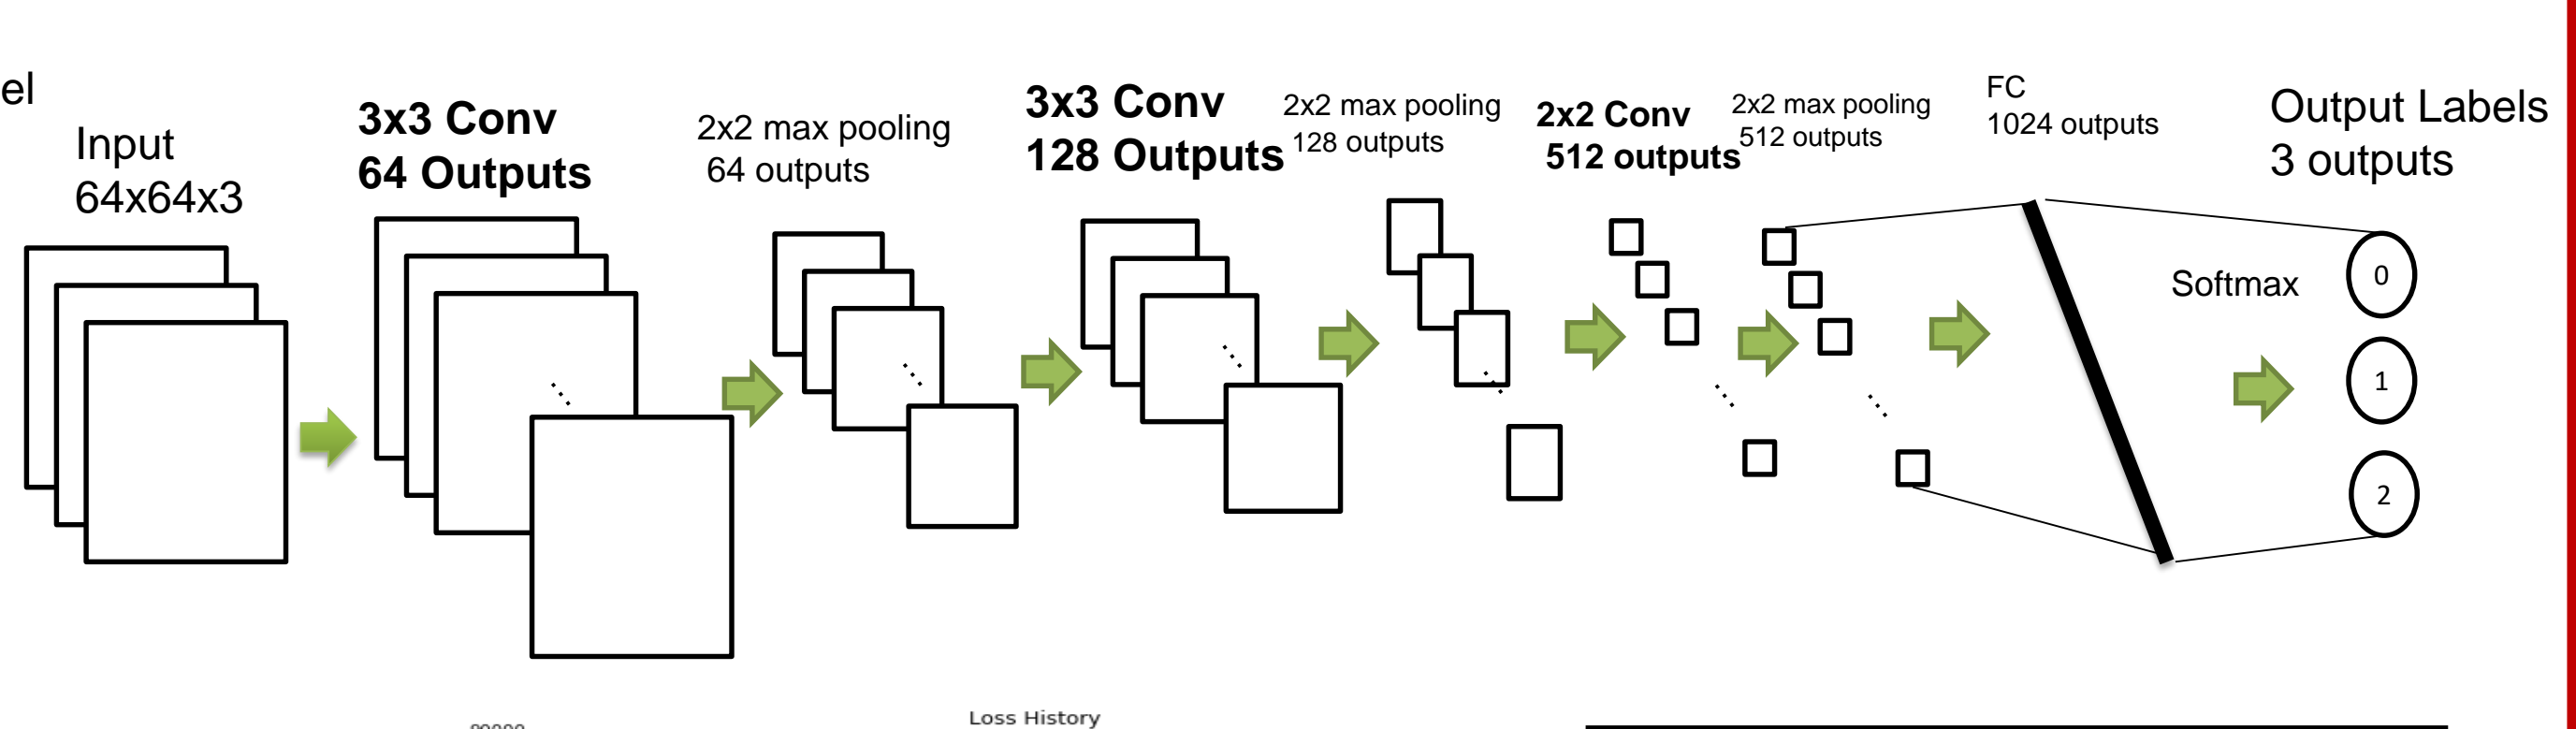 el
Input
64x64x3
3x3 Conv
64 Outputs
2x2 max pooling
64 outputs
3x3 Conv
128 Outputs
2x2 max pooling
128 outputs
2x2 Conv
512 outputs
2x2 max pooling
512 outputs
FC
1024 outputs
Output Labels
3 outputs
Softmax
0
1
2
Loss History